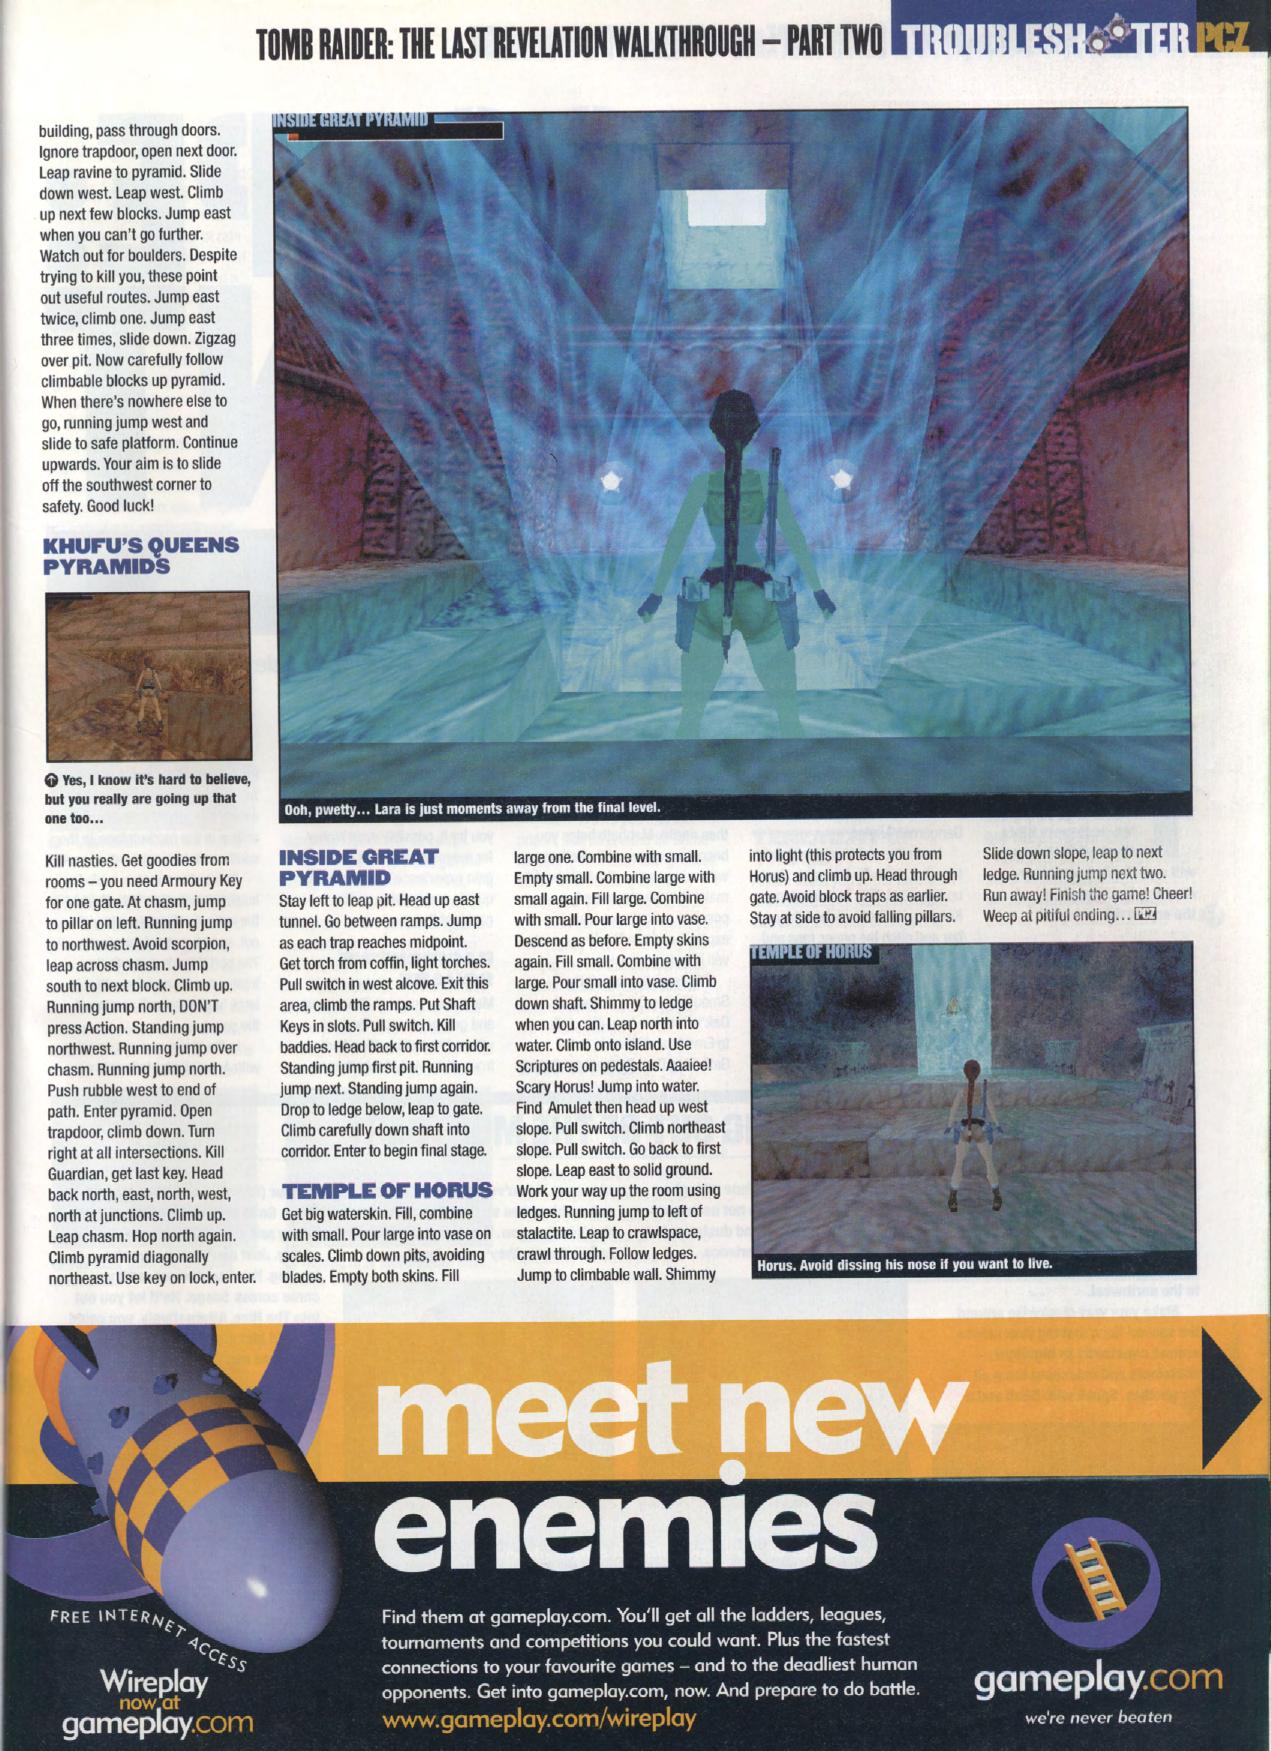 TOMB RAIDER: THE LAST REVELATION WALKTHROUGH – PART TWO
TROUBLESHOOTER PCZ
building, pass through doors.
Ignore trapdoor, open next door.
Leap ravine to pyramid. Slide
down west. Leap west. Climb
up next few blocks. Jump east
when you can't go further.
Watch out for boulders. Despite
trying to kill you, these point
out useful routes. Jump east
twice, climb one. Jump east
three times, slide down. Zigzag
over pit. Now carefully follow
climbable blocks up pyramid.
When there's nowhere else to
go, running jump west and
slide to safe platform. Continue
upwards. Your aim is to slide
off the southwest corner to
safety. Good luck!
KHUFU'S QUEENS
PYRAMIDS
Yes, I know it's hard to believe,
but you really are going up that
one too...
Kill nasties. Get goodies from
rooms – you need Armoury Key
for one gate. At chasm, jump
to pillar on left. Running jump
to northwest. Avoid scorpion,
leap across chasm. Jump
south to next block. Climb up.
Running jump north, DON'T
press Action. Standing jump
northwest. Running jump over
chasm. Running jump north.
Push rubble west to end of
path. Enter pyramid. Open
trapdoor, climb down. Turn
right at all intersections. Kill
Guardian, get last key. Head
back north, east, north, west,
north at junctions. Climb up.
Leap chasm. Hop north again.
Climb pyramid diagonally
northeast. Use key on lock, enter.
INSIDE GREAT PYRAMID
Ooh, pwetty... Lara is just moments away from the final level.
INSIDE GREAT
PYRAMID
Stay left to leap pit. Head up east
tunnel. Go between ramps. Jump
as each trap reaches midpoint.
Get torch from coffin, light torches.
Pull switch in west alcove. Exit this
area, climb the ramps. Put Shaft
Keys in slots. Pull switch. Kill
baddies. Head back to first corridor.
Standing jump first pit. Running
jump next. Standing jump again.
Drop to ledge below, leap to gate.
Climb carefully down shaft into
corridor. Enter to begin final stage.
TEMPLE OF HORUS
Get big waterskin. Fill, combine
with small. Pour large into vase on
scales. Climb down pits, avoiding
blades. Empty both skins. Fill
large one. Combine with small.
Empty small. Combine large with
small again. Fill large. Combine
with small. Pour large into vase.
Descend as before. Empty skins
again. Fill small. Combine with
large. Pour small into vase. Climb
down shaft. Shimmy to ledge
when you can. Leap north into
water. Climb onto island. Use
Scriptures on pedestals. Aaaiee!
Scary Horus! Jump into water.
Find Amulet then head up west
slope. Pull switch. Climb northeast
slope. Pull switch. Go back to first
slope. Leap east to solid ground.
Work your way up the room using
ledges. Running jump to left of
stalactite. Leap to crawlspace,
crawl through. Follow ledges.
Jump to climbable wall. Shimmy
into light (this protects you from
Horus) and climb up. Head through
gate. Avoid block traps as earlier.
Stay at side to avoid falling pillars.
Slide down slope, leap to next
ledge. Running jump next two.
Run away! Finish the game! Cheer!
Weep at pitiful ending... PCZ
TEMPLE OF HORUS
Horus. Avoid dissing his nose if you want to live.
meet new
enemies
FREE INTERNET ACCESS
Wireplay
now at
gameplay.com
Find them at gameplay.com. You'll get all the ladders, leagues,
tournaments and competitions you could want. Plus the fastest
connections to your favourite games – and to the deadliest human
opponents. Get into gameplay.com, now. And prepare to do battle.
www.gameplay.com/wireplay
gameplay.com
we're never beaten